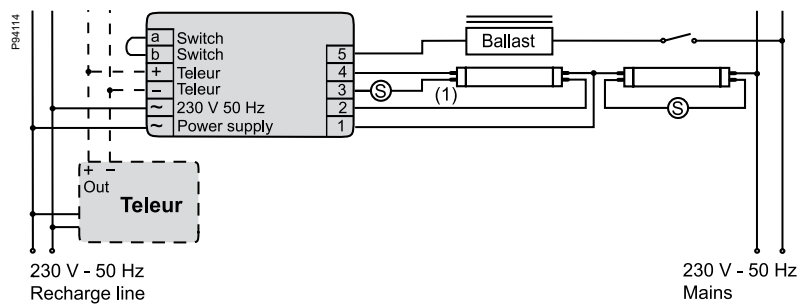 P94114
a Switch
b Switch
+ Teleur
– Teleur
~ 230 V 50 Hz
~ Power supply
5
4
3
2
1
Ballast
S
(1)
S
+ –
Out
Teleur
230 V - 50 Hz
Recharge line
230 V - 50 Hz
Mains